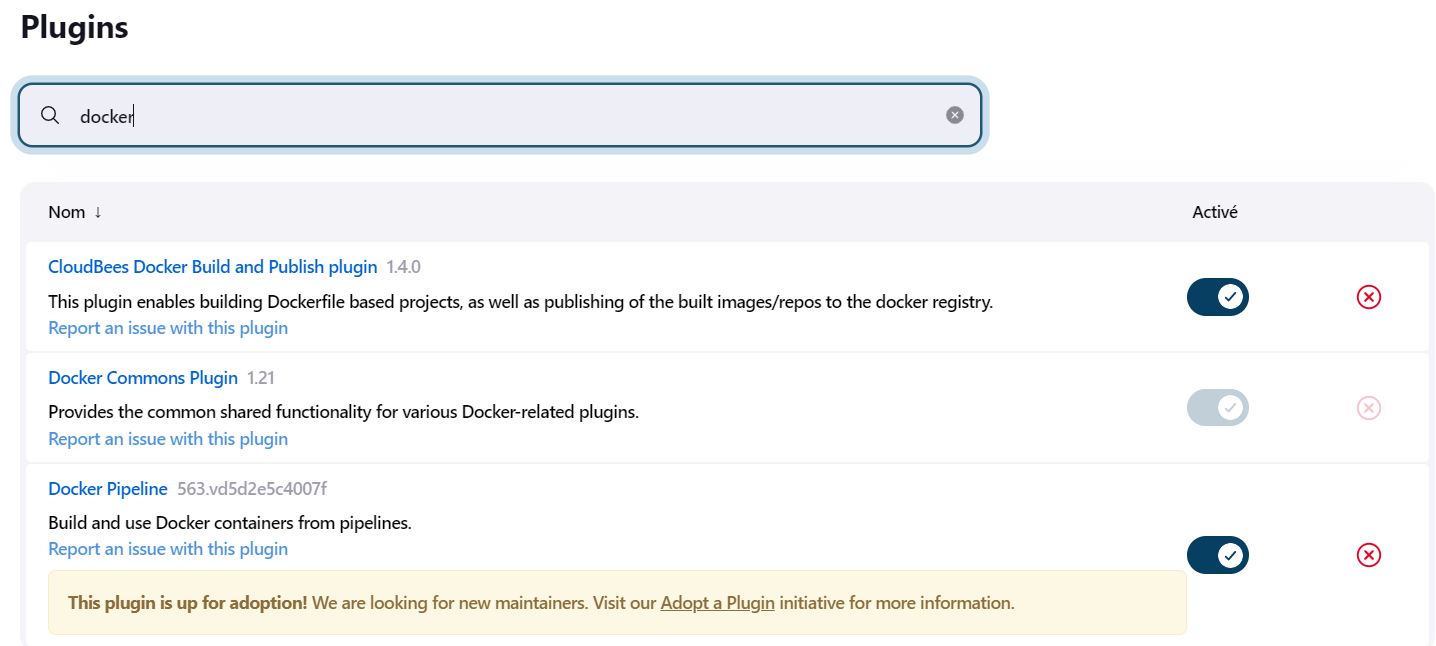 Plugins
docker
Nom ↓ Activé
CloudBees Docker Build and Publish plugin 1.4.0
This plugin enables building Dockerfile based projects, as well as publishing of the built images/repos to the docker registry.
Report an issue with this plugin
Docker Commons Plugin 1.21
Provides the common shared functionality for various Docker-related plugins.
Report an issue with this plugin
Docker Pipeline 563.vd5d2e5c4007f
Build and use Docker containers from pipelines.
Report an issue with this plugin
This plugin is up for adoption! We are looking for new maintainers. Visit our Adopt a Plugin initiative for more information.